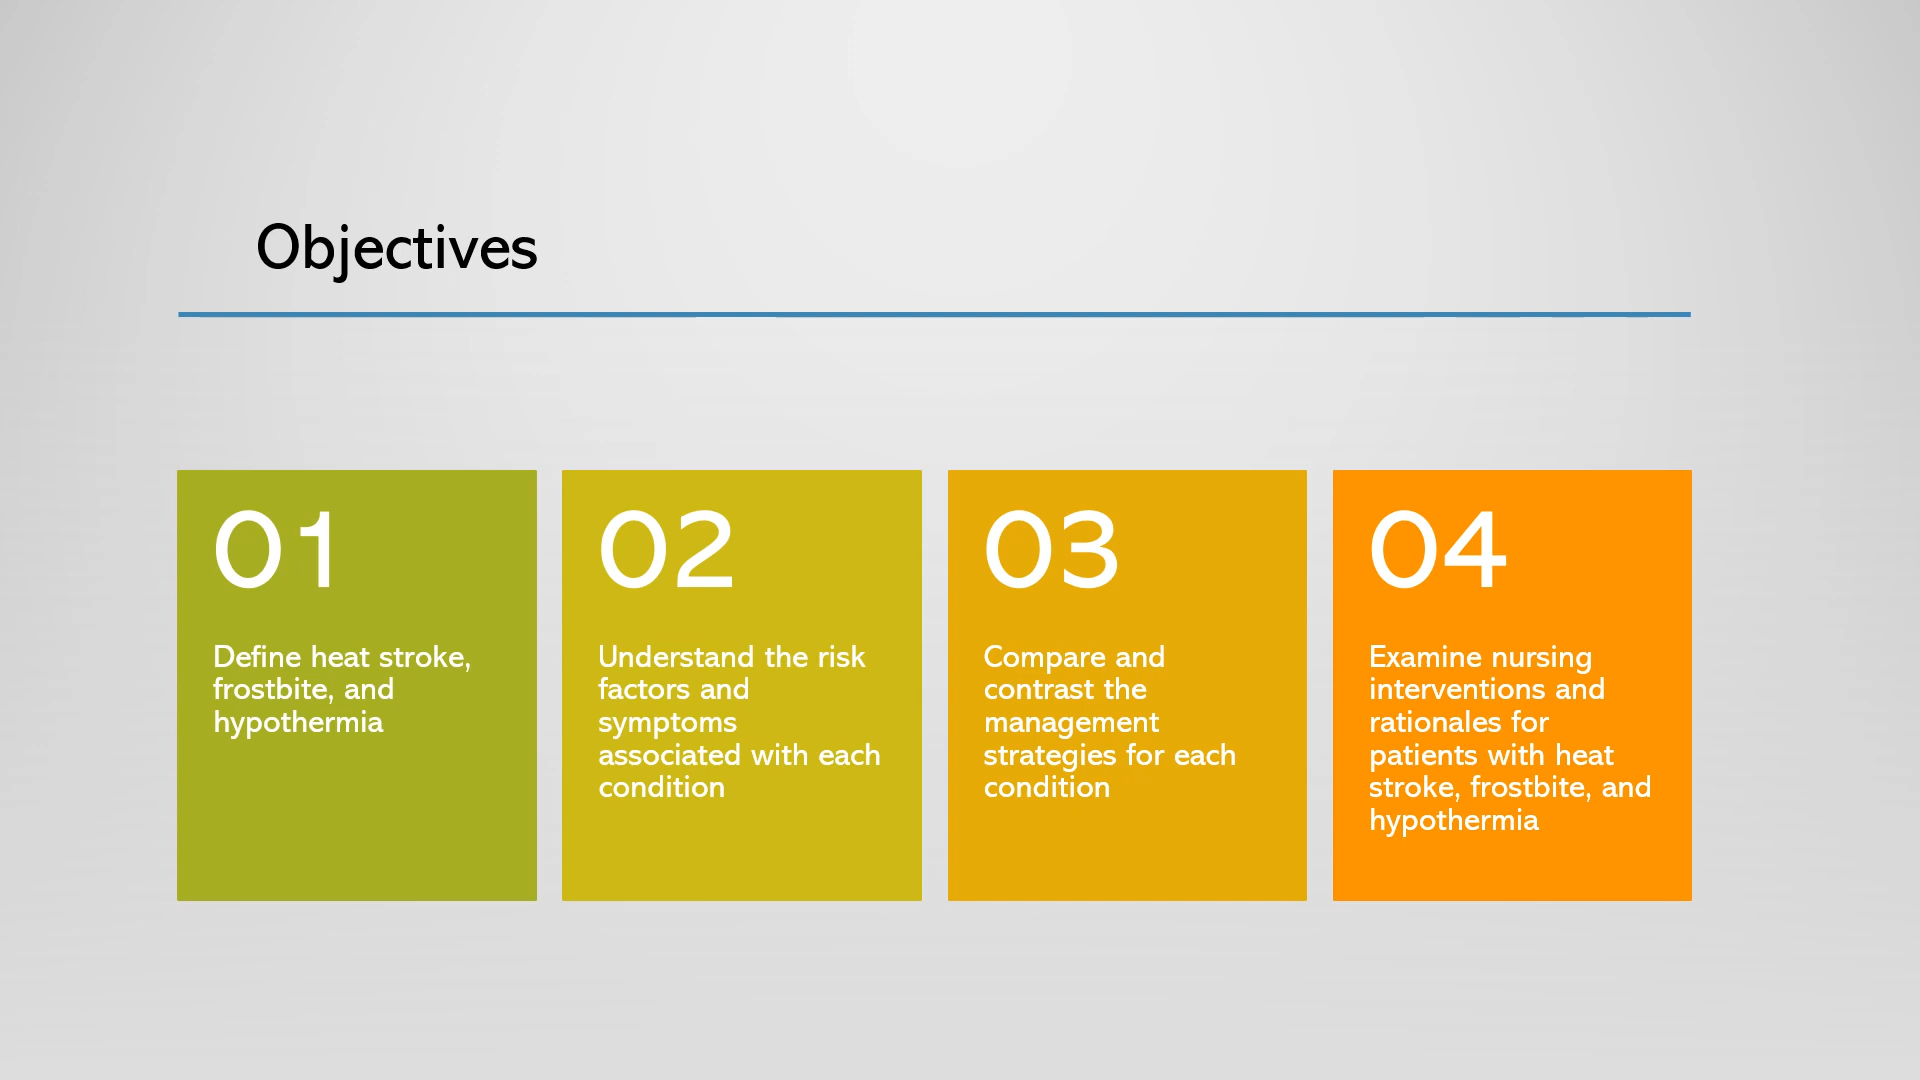 Objectives
01
Define heat stroke,
frostbite, and
hypothermia
02
Understand the risk
factors and
symptoms
associated with each
condition
03
Compare and
contrast the
management
strategies for each
condition
04
Examine nursing
interventions and
rationales for
patients with heat
stroke, frostbite, and
hypothermia